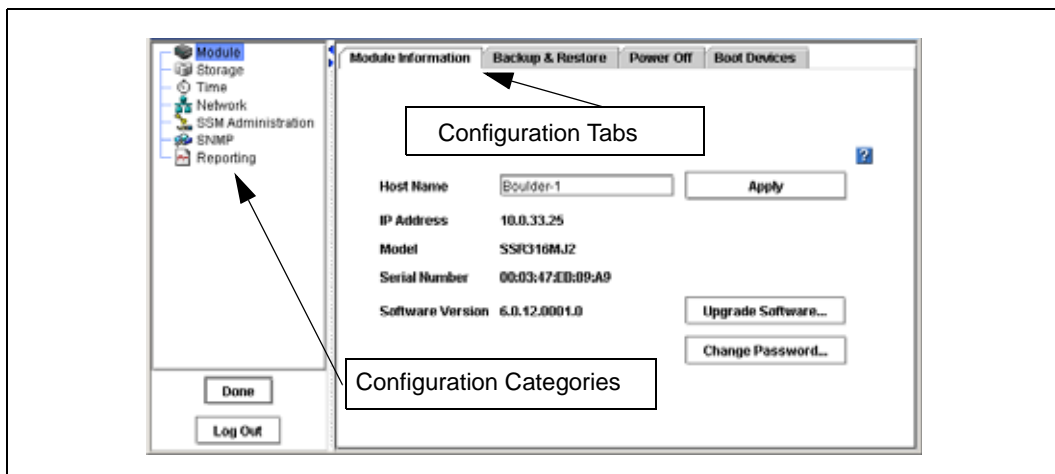 Module
Storage
Time
Network
SSM Administration
SNMP
Reporting
Done
Log Out
Module Information Backup & Restore Power Off Boot Devices
Configuration Tabs
?
Host Name Boulder-1 Apply
IP Address 10.0.33.25
Model SSR316MJ2
Serial Number 00:03:47:ED:09:A9
Software Version 6.0.12.0001.0 Upgrade Software...
Change Password...
Configuration Categories